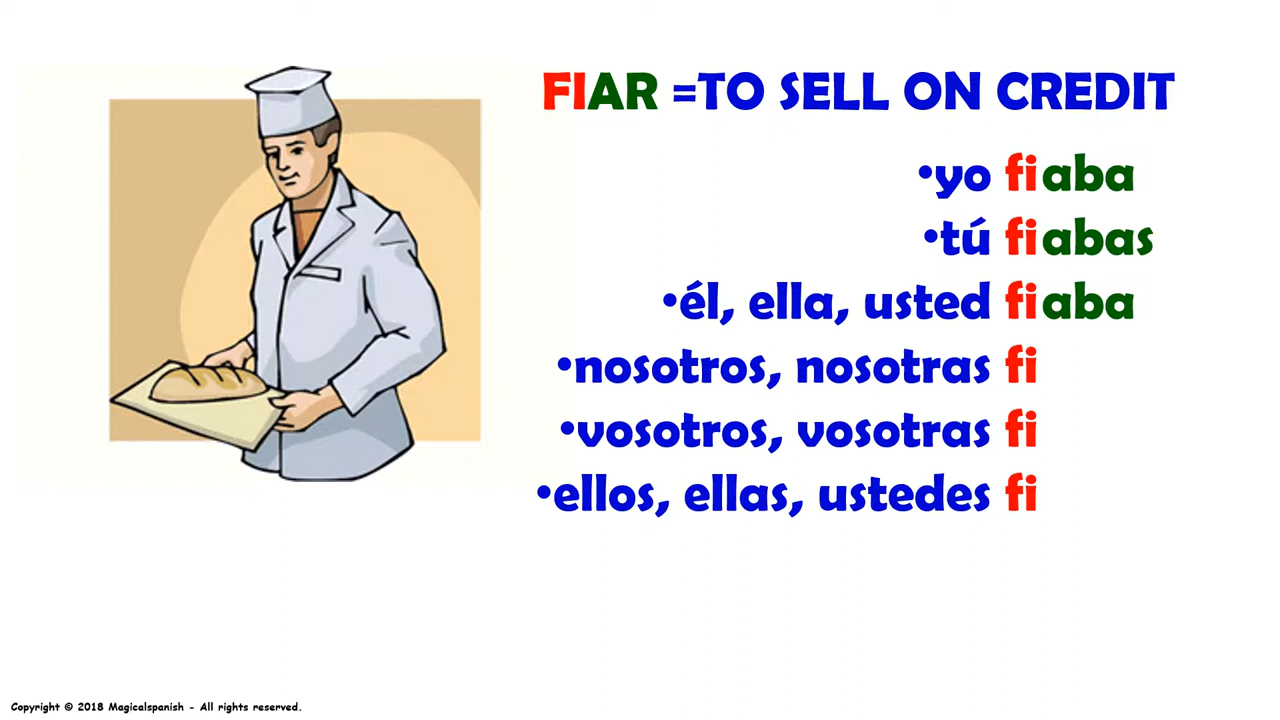 FIAR =TO SELL ON CREDIT
•yo fiaba
•tú fiabas
•él, ella, usted fiaba
•nosotros, nosotras fi
•vosotros, vosotras fi
•ellos, ellas, ustedes fi
Copyright © 2018 Magicalspanish - All rights reserved.